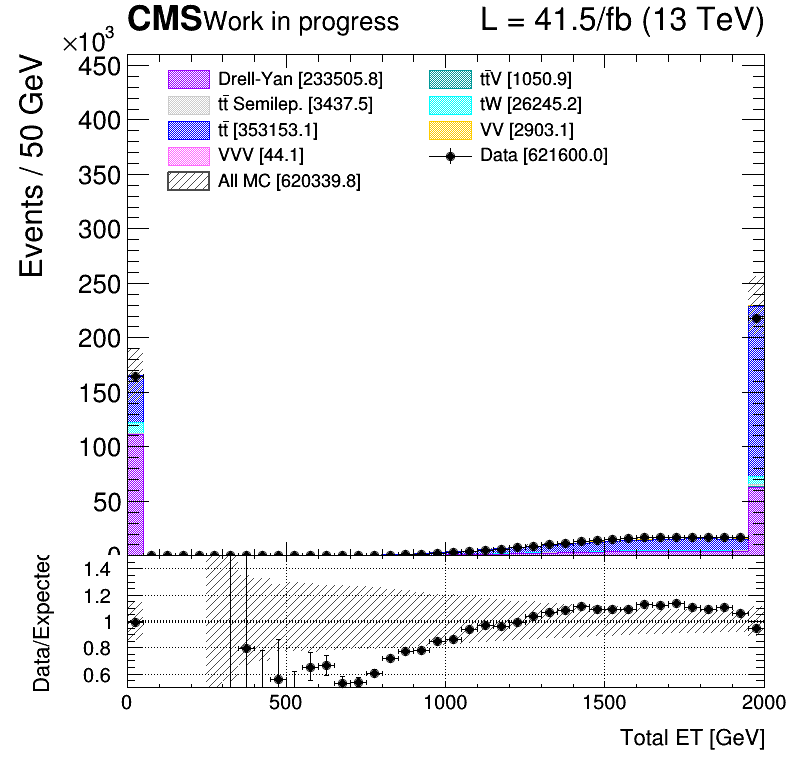 CMS Work in progress L = 41.5/fb (13 TeV)
×10³
Events / 50 GeV
450
400
350
300
250
200
150
100
50
0
Drell-Yan [233505.8]
tt̄V [1050.9]
tt̄ Semilep. [3437.5]
tW [26245.2]
tt̄ [353153.1]
VV [2903.1]
VVV [44.1]
Data [621600.0]
All MC [620339.8]
Data/Expected
1.4
1.2
1
0.8
0.6
0 500 1000 1500 2000
Total ET [GeV]